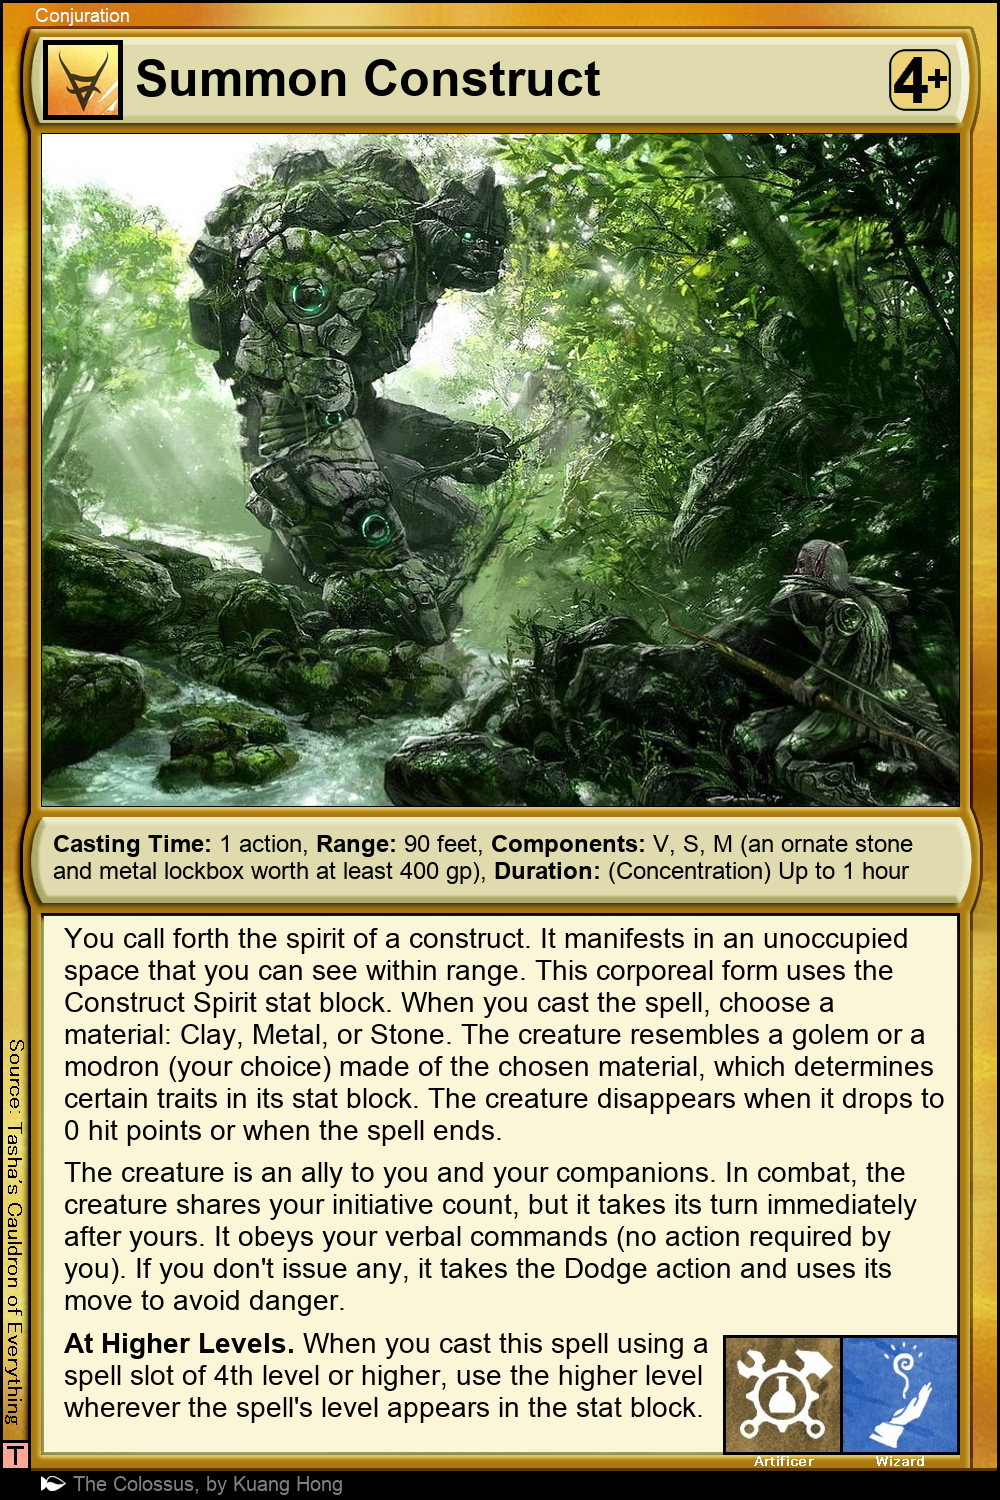 Conjuration
Summon Construct
4+
Casting Time: 1 action, Range: 90 feet, Components: V, S, M (an ornate stone
and metal lockbox worth at least 400 gp), Duration: (Concentration) Up to 1 hour
You call forth the spirit of a construct. It manifests in an unoccupied
space that you can see within range. This corporeal form uses the
Construct Spirit stat block. When you cast the spell, choose a
material: Clay, Metal, or Stone. The creature resembles a golem or a
modron (your choice) made of the chosen material, which determines
certain traits in its stat block. The creature disappears when it drops to
0 hit points or when the spell ends.
The creature is an ally to you and your companions. In combat, the
creature shares your initiative count, but it takes its turn immediately
after yours. It obeys your verbal commands (no action required by
you). If you don't issue any, it takes the Dodge action and uses its
move to avoid danger.
At Higher Levels. When you cast this spell using a
spell slot of 4th level or higher, use the higher level
wherever the spell's level appears in the stat block.
Artificer
Wizard
Source: Tasha's Cauldron of Everything
T
The Colossus, by Kuang Hong